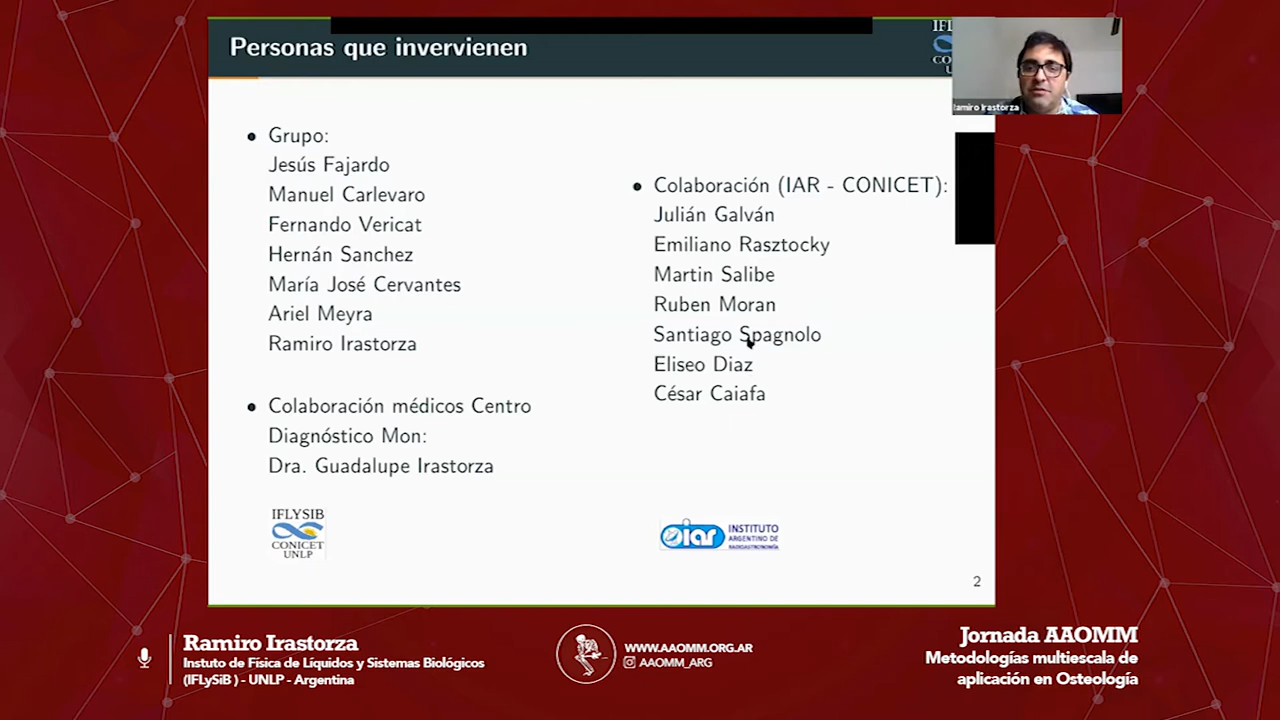 Personas que invervienen
Ramiro Irastorza
Grupo:
Jesús Fajardo
Manuel Carlevaro
Fernando Vericat
Hernán Sanchez
María José Cervantes
Ariel Meyra
Ramiro Irastorza
Colaboración médicos Centro
Diagnóstico Mon:
Dra. Guadalupe Irastorza
IFLYSIB
CONICET
UNLP
Colaboración (IAR - CONICET):
Julián Galván
Emiliano Rasztocky
Martin Salibe
Ruben Moran
Santiago Spagnolo
Eliseo Diaz
César Caiafa
iar
INSTITUTO
ARGENTINO DE
RADIOASTRONOMÍA
2
Ramiro Irastorza
Instuto de Física de Líquidos y Sistemas Biológicos
(IFLySiB ) - UNLP - Argentina
WWW.AAOMM.ORG.AR
AAOMM_ARG
Jornada AAOMM
Metodologías multiescala de
aplicación en Osteología